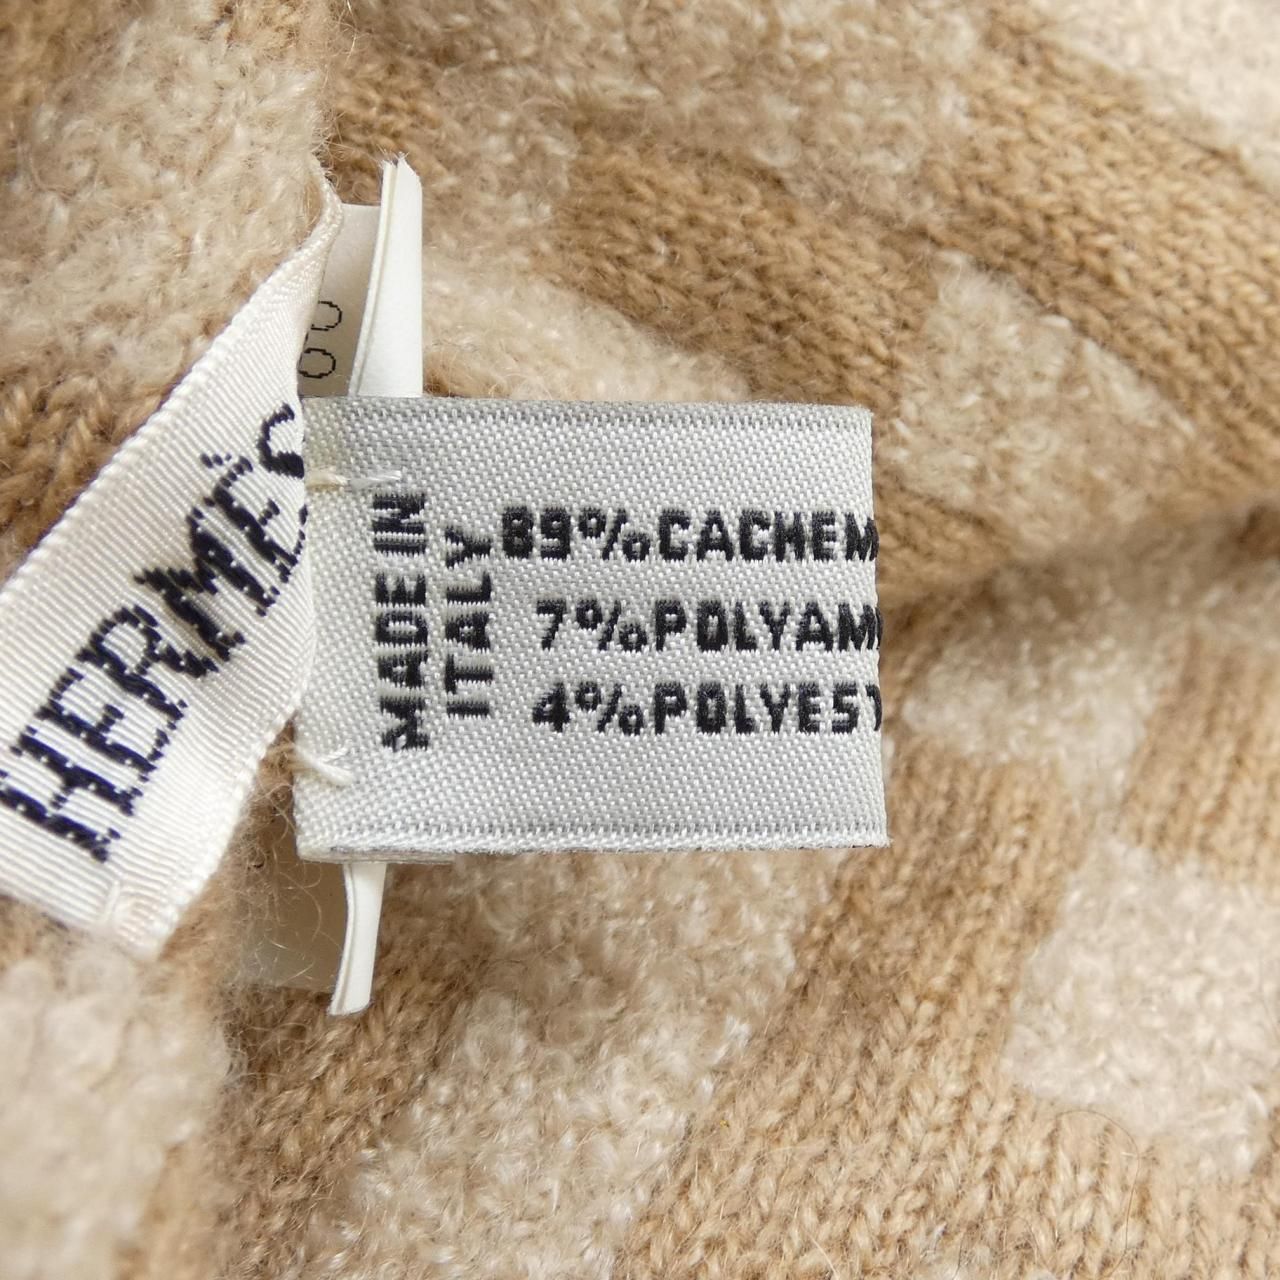 HERMÈS
MADE IN
ITALY
89% CACHEM
7% POLYAM
4% POLYEST